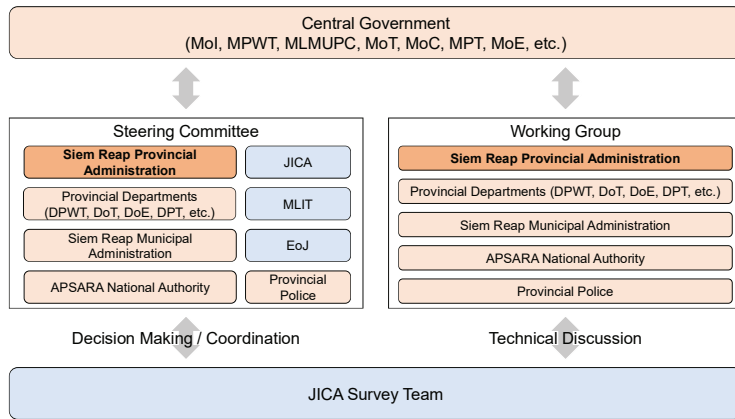 Central Government
(MoI, MPWT, MLMUPC, MoT, MoC, MPT, MoE, etc.)
Steering Committee
Siem Reap Provincial
Administration
JICA
Provincial Departments
(DPWT, DoT, DoE, DPT, etc.)
MLIT
Siem Reap Municipal
Administration
EoJ
APSARA National Authority
Provincial
Police
Working Group
Siem Reap Provincial Administration
Provincial Departments (DPWT, DoT, DoE, DPT, etc.)
Siem Reap Municipal Administration
APSARA National Authority
Provincial Police
Decision Making / Coordination
Technical Discussion
JICA Survey Team